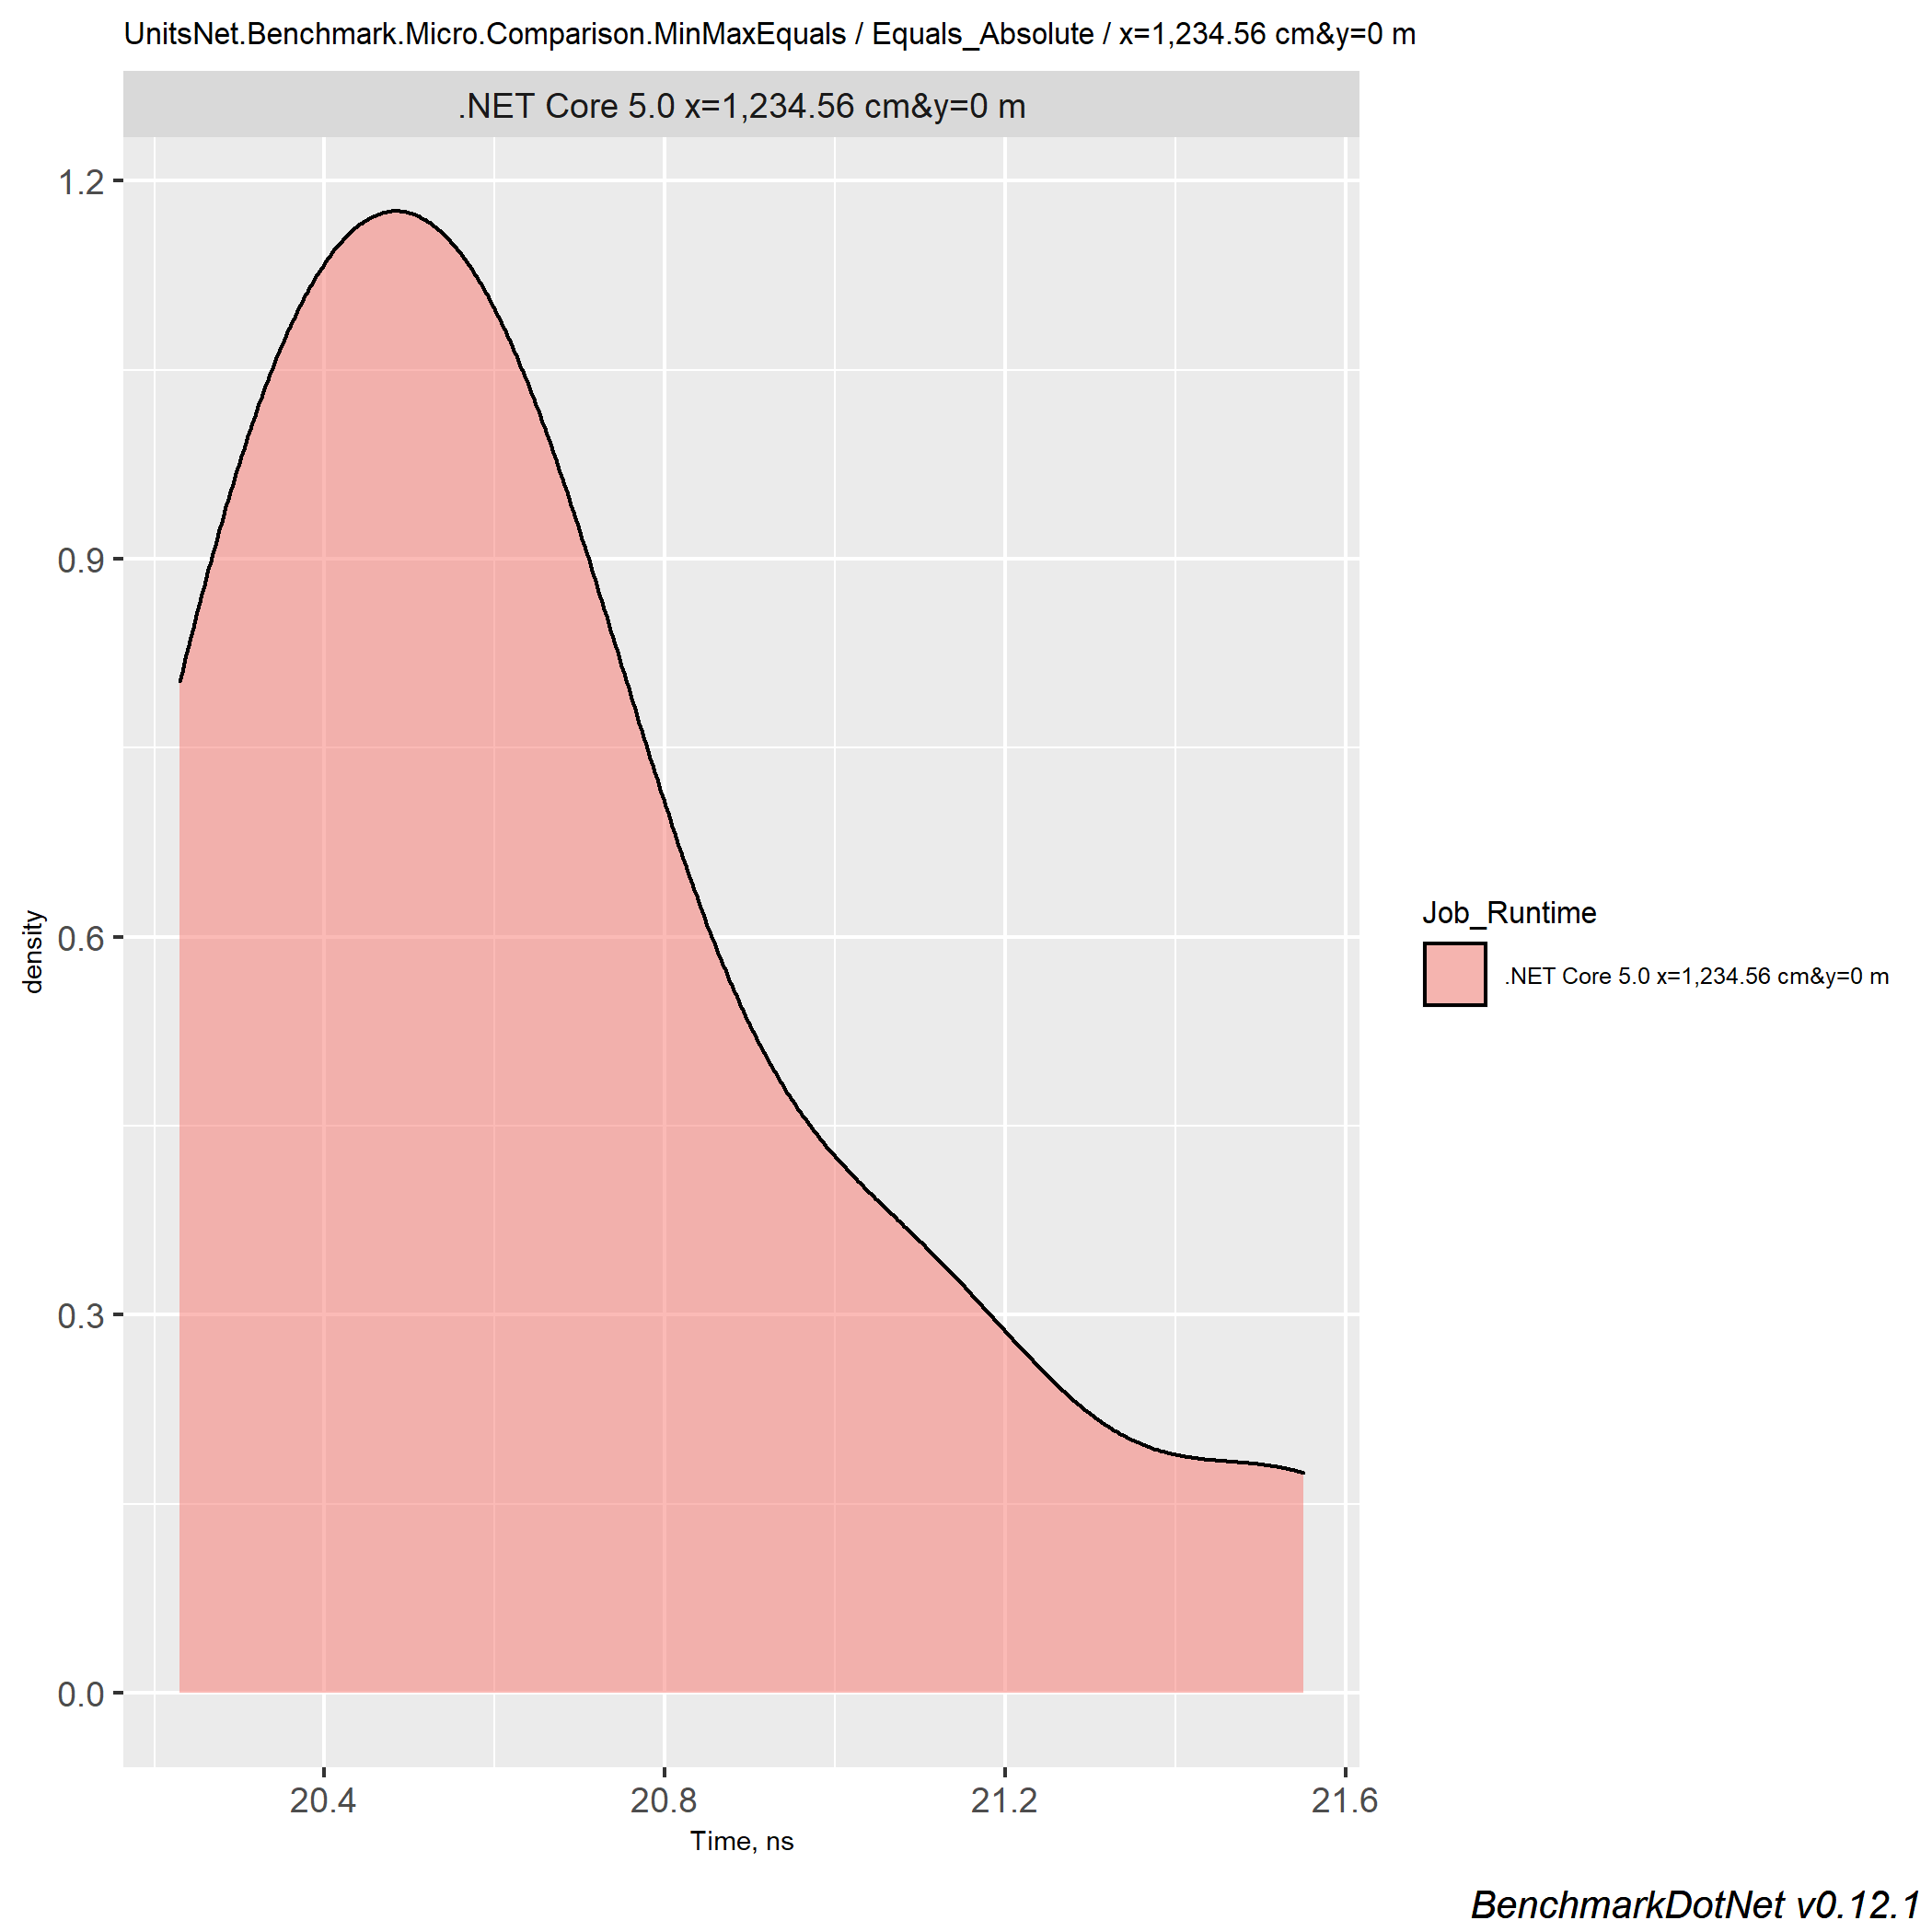 UnitsNet.Benchmark.Micro.Comparison.MinMaxEquals / Equals_Absolute / x=1,234.56 cm&y=0 m
.NET Core 5.0 x=1,234.56 cm&y=0 m
1.2
0.9
0.6
0.3
0.0
density
20.4 20.8 21.2 21.6
Time, ns
Job_Runtime
.NET Core 5.0 x=1,234.56 cm&y=0 m
BenchmarkDotNet v0.12.1